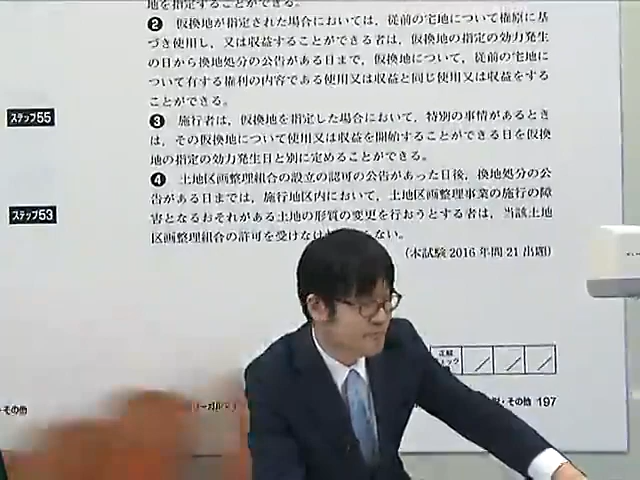 地を指定することができる。
❷ 仮換地が指定された場合においては、従前の宅地について権原に基
づき使用し、又は収益することができる者は、仮換地の指定の効力発生
の日から換地処分の公告がある日まで、仮換地について、従前の宅地に
ついて有する権利の内容である使用又は収益と同じ使用又は収益をする
ことができる。
ステップ55
❸ 施行者は、仮換地を指定した場合において、特別の事情があるとき
は、その仮換地について使用又は収益を開始することができる日を仮換
地の指定の効力発生日と別に定めることができる。
❹ 土地区画整理組合の設立の認可の公告があった日後、換地処分の公
告がある日までは、施行地区内において、土地区画整理事業の施行の障
ステップ53
害となるおそれがある土地の形質の変更を行おうとする者は、当該土地
区画整理組合の許可を受けなけ
ない。
(本試験 2016 年問 21 出題)
正解
・その他
・その他 197